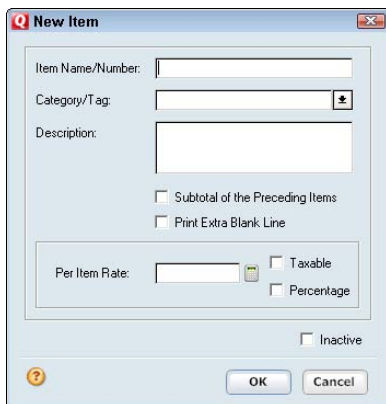 New Item
Item Name/Number:
Category/Tag:
Description:
Subtotal of the Preceding Items
Print Extra Blank Line
Per Item Rate:
Taxable
Percentage
Inactive
OK
Cancel